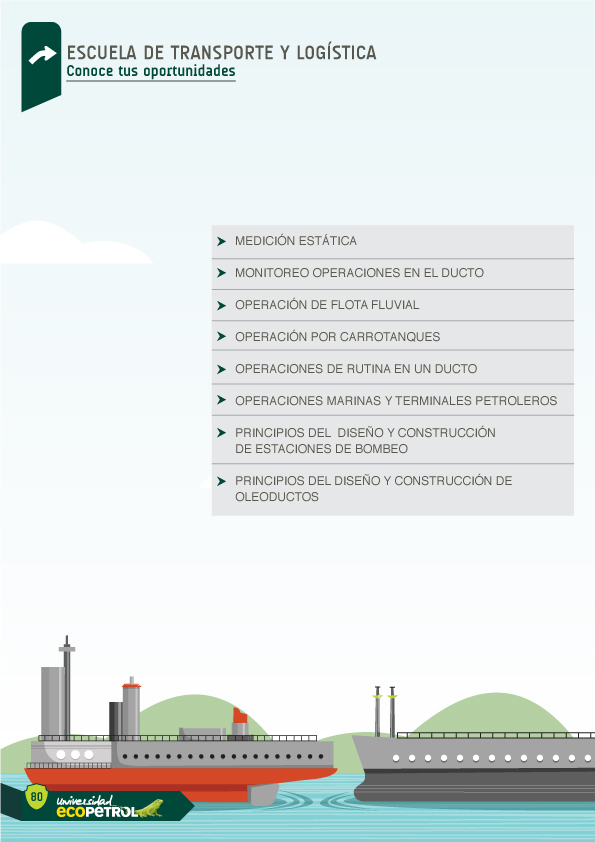 ESCUELA DE TRANSPORTE Y LOGÍSTICA
Conoce tus oportunidades
MEDICIÓN ESTÁTICA
MONITOREO OPERACIONES EN EL DUCTO
OPERACIÓN DE FLOTA FLUVIAL
OPERACIÓN POR CARROTANQUES
OPERACIONES DE RUTINA EN UN DUCTO
OPERACIONES MARINAS Y TERMINALES PETROLEROS
PRINCIPIOS DEL DISEÑO Y CONSTRUCCIÓN
DE ESTACIONES DE BOMBEO
PRINCIPIOS DEL DISEÑO Y CONSTRUCCIÓN DE
OLEODUCTOS
80
Universidad
ECOPETROL